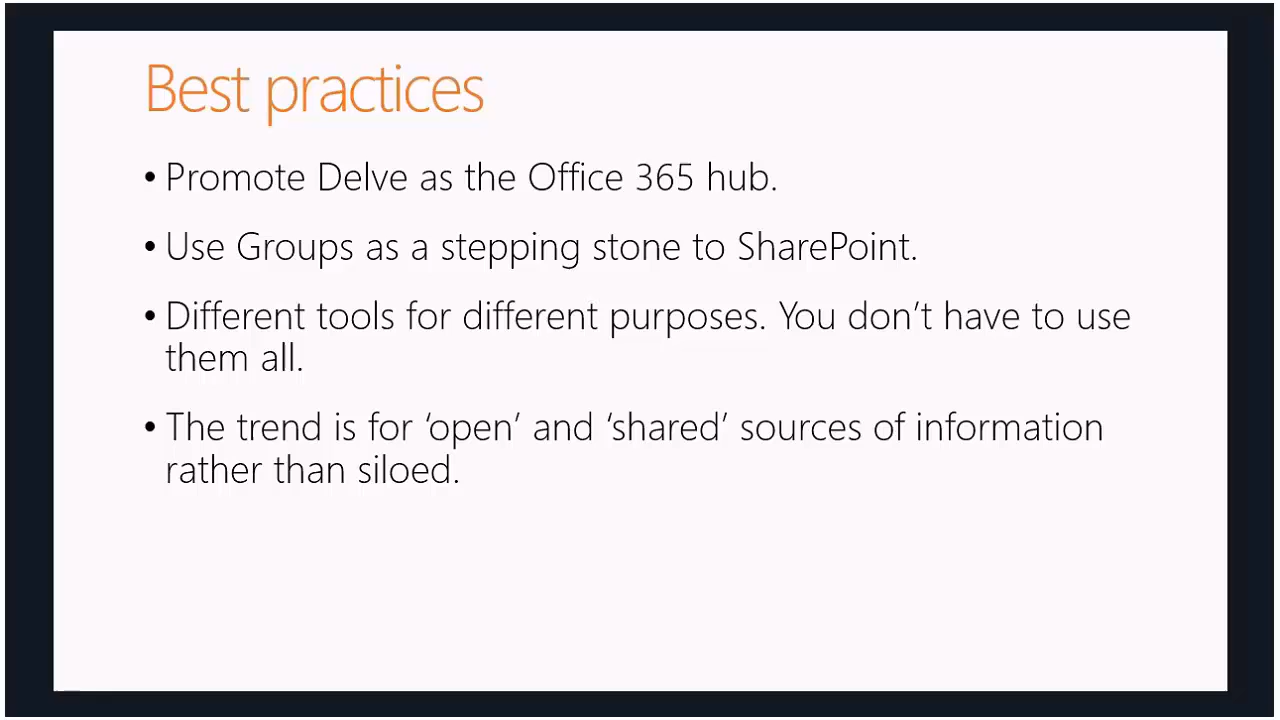 Best practices
• Promote Delve as the Office 365 hub.
• Use Groups as a stepping stone to SharePoint.
• Different tools for different purposes. You don’t have to use
them all.
• The trend is for ‘open’ and ‘shared’ sources of information
rather than siloed.